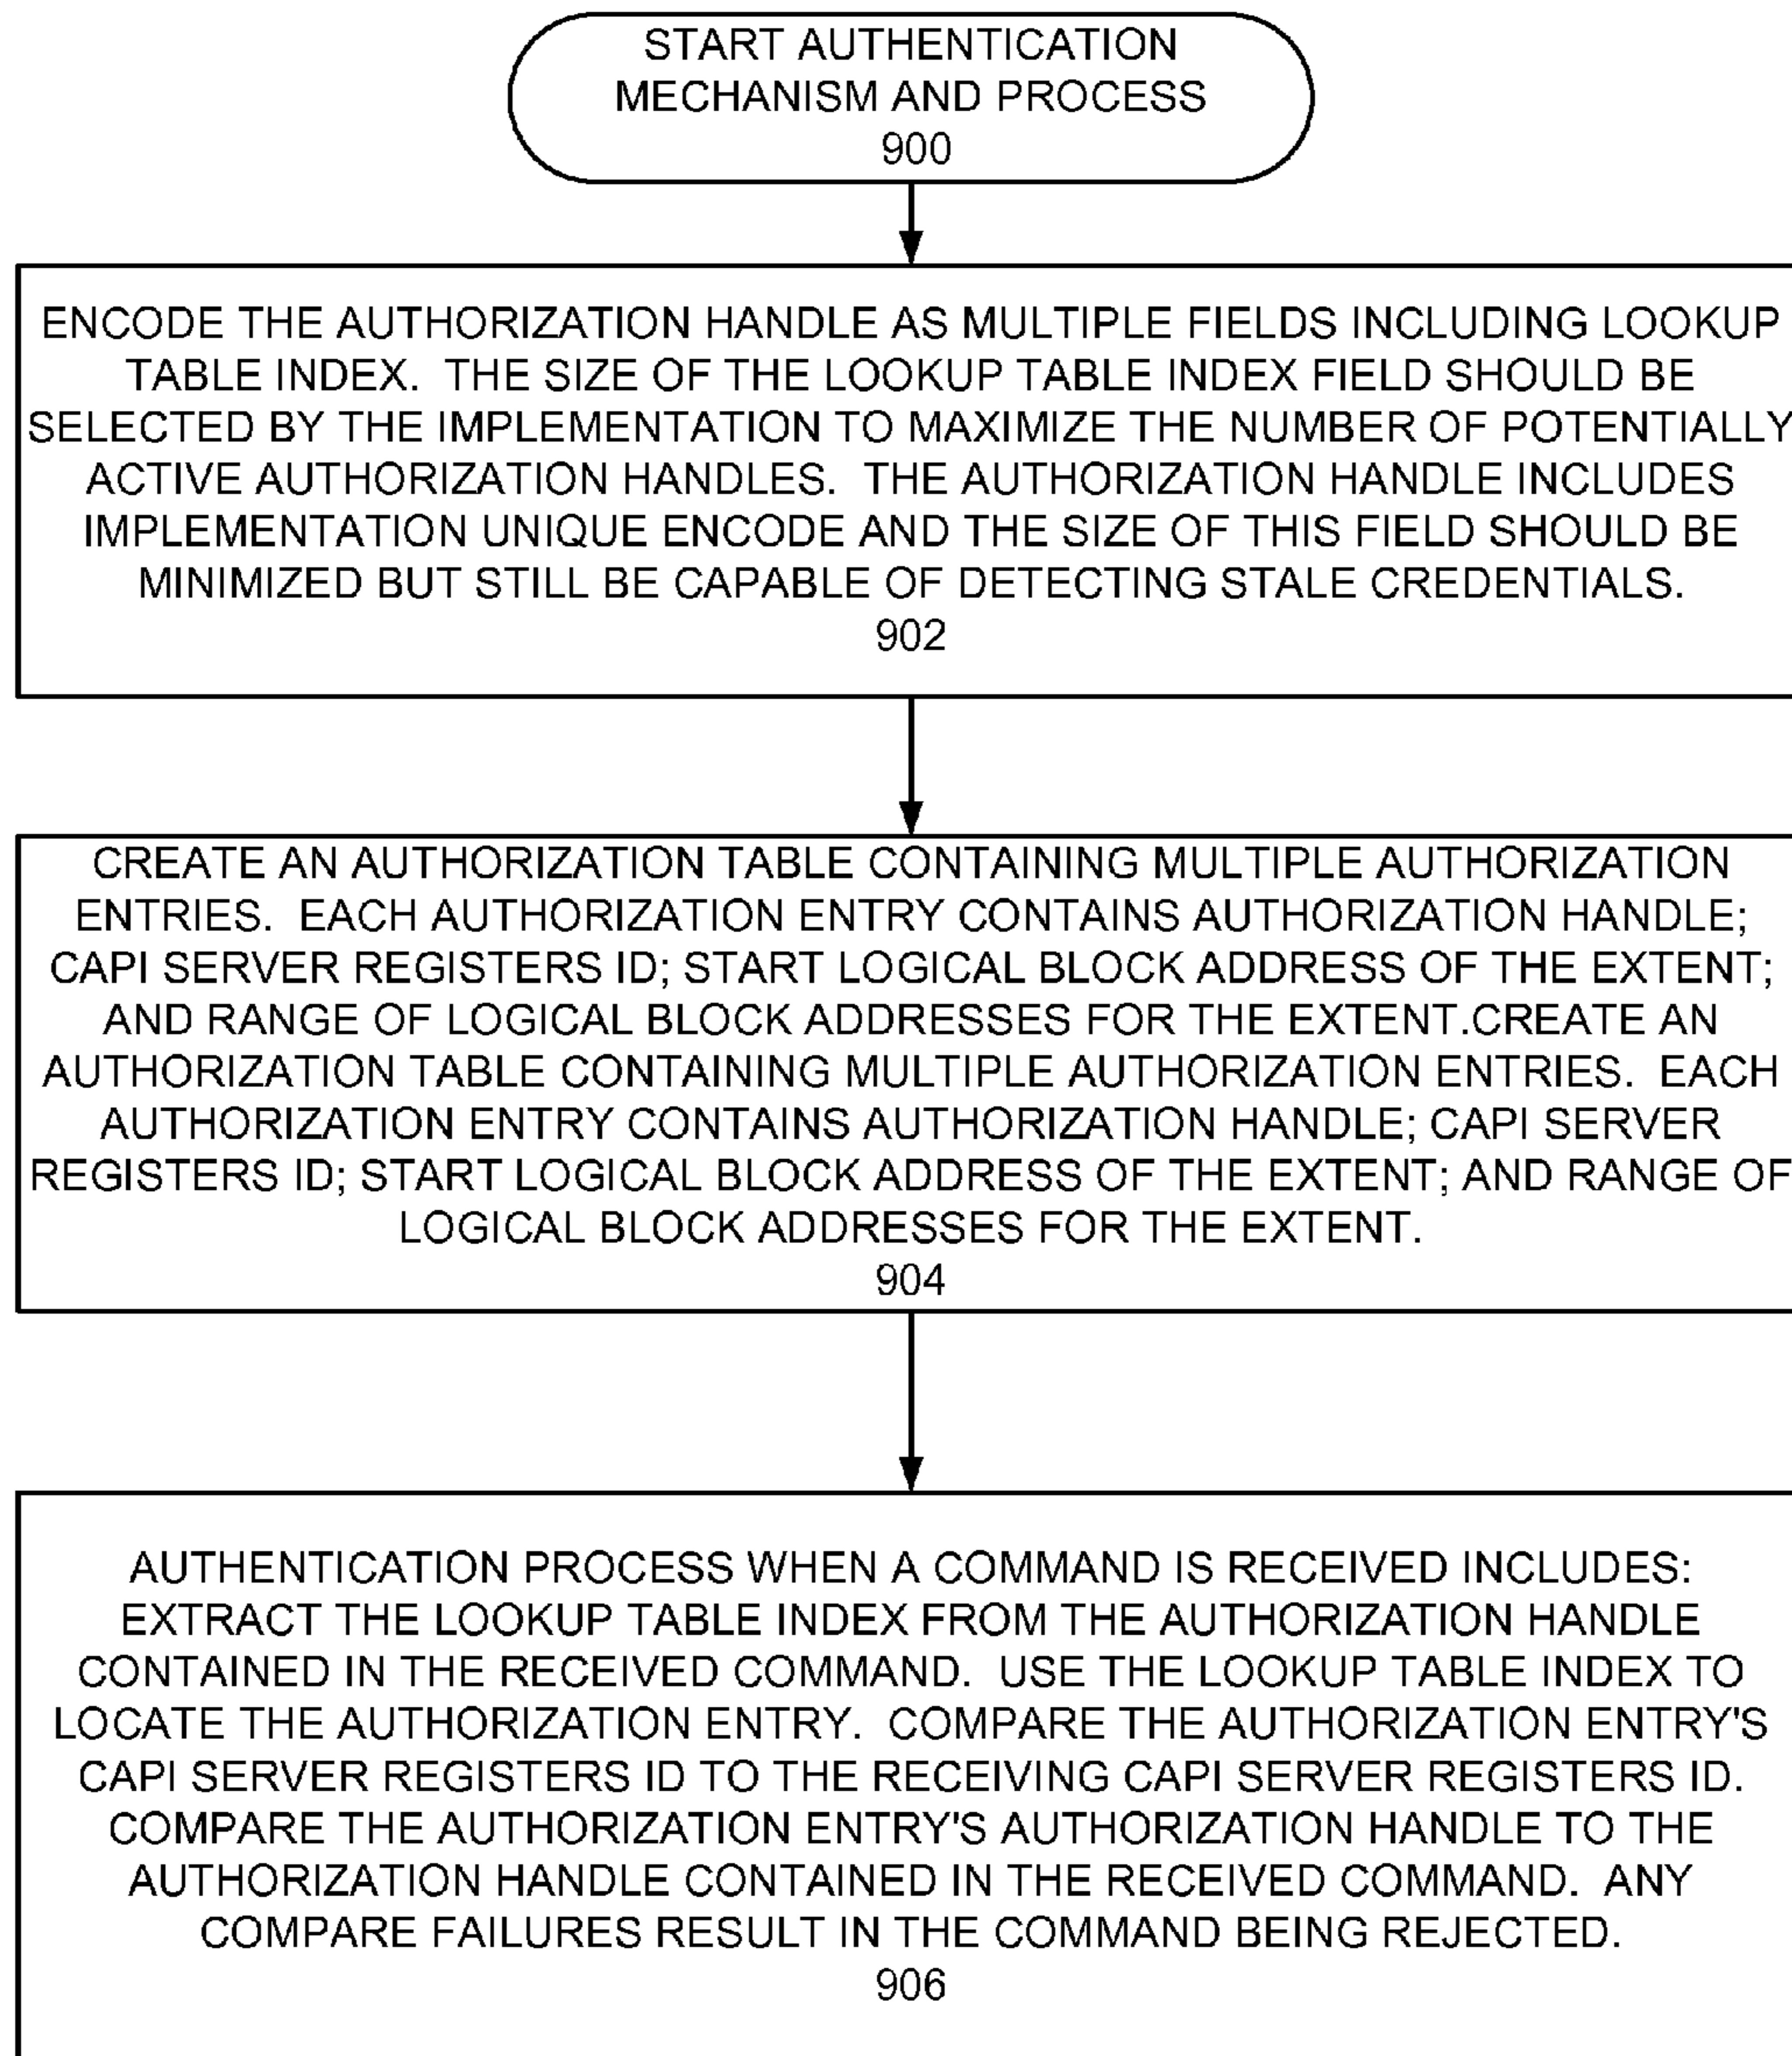 START AUTHENTICATION
MECHANISM AND PROCESS
900
ENCODE THE AUTHORIZATION HANDLE AS MULTIPLE FIELDS INCLUDING LOOKUP
TABLE INDEX. THE SIZE OF THE LOOKUP TABLE INDEX FIELD SHOULD BE
SELECTED BY THE IMPLEMENTATION TO MAXIMIZE THE NUMBER OF POTENTIALLY
ACTIVE AUTHORIZATION HANDLES. THE AUTHORIZATION HANDLE INCLUDES
IMPLEMENTATION UNIQUE ENCODE AND THE SIZE OF THIS FIELD SHOULD BE
MINIMIZED BUT STILL BE CAPABLE OF DETECTING STALE CREDENTIALS.
902
CREATE AN AUTHORIZATION TABLE CONTAINING MULTIPLE AUTHORIZATION
ENTRIES. EACH AUTHORIZATION ENTRY CONTAINS AUTHORIZATION HANDLE;
CAPI SERVER REGISTERS ID; START LOGICAL BLOCK ADDRESS OF THE EXTENT;
AND RANGE OF LOGICAL BLOCK ADDRESSES FOR THE EXTENT.CREATE AN
AUTHORIZATION TABLE CONTAINING MULTIPLE AUTHORIZATION ENTRIES. EACH
AUTHORIZATION ENTRY CONTAINS AUTHORIZATION HANDLE; CAPI SERVER
REGISTERS ID; START LOGICAL BLOCK ADDRESS OF THE EXTENT; AND RANGE OF
LOGICAL BLOCK ADDRESSES FOR THE EXTENT.
904
AUTHENTICATION PROCESS WHEN A COMMAND IS RECEIVED INCLUDES:
EXTRACT THE LOOKUP TABLE INDEX FROM THE AUTHORIZATION HANDLE
CONTAINED IN THE RECEIVED COMMAND. USE THE LOOKUP TABLE INDEX TO
LOCATE THE AUTHORIZATION ENTRY. COMPARE THE AUTHORIZATION ENTRY'S
CAPI SERVER REGISTERS ID TO THE RECEIVING CAPI SERVER REGISTERS ID.
COMPARE THE AUTHORIZATION ENTRY'S AUTHORIZATION HANDLE TO THE
AUTHORIZATION HANDLE CONTAINED IN THE RECEIVED COMMAND. ANY
COMPARE FAILURES RESULT IN THE COMMAND BEING REJECTED.
906